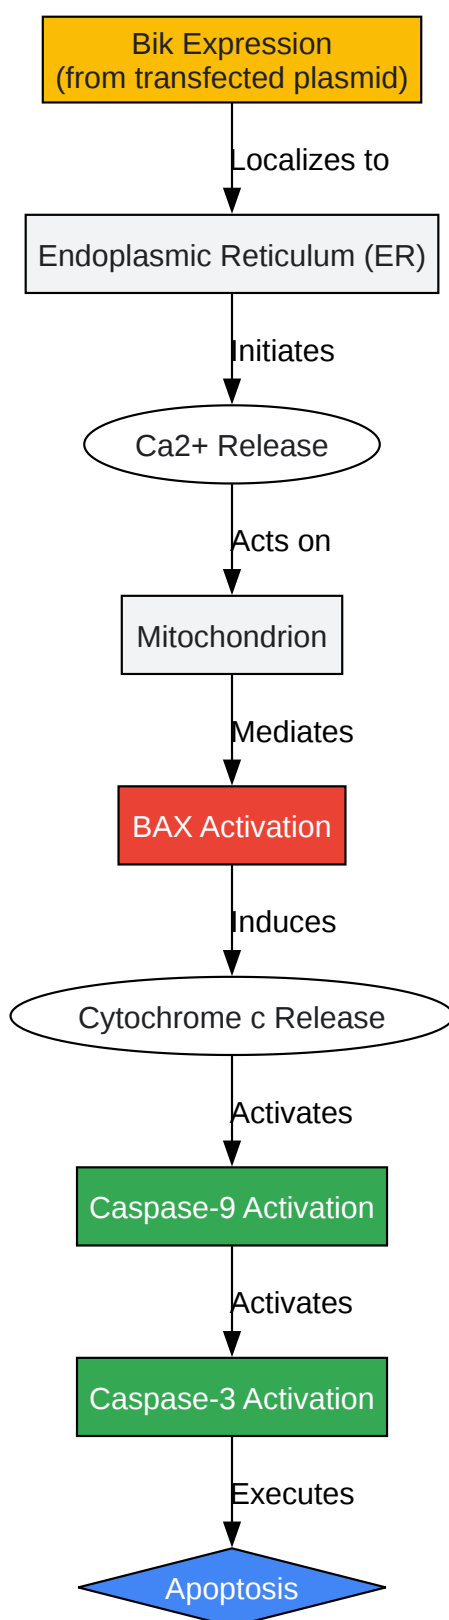 Bik Expression
(from transfected plasmid)
Localizes to
Endoplasmic Reticulum (ER)
Initiates
Ca2+ Release
Acts on
Mitochondrion
Mediates
BAX Activation
Induces
Cytochrome c Release
Activates
Caspase-9 Activation
Activates
Caspase-3 Activation
Executes
Apoptosis